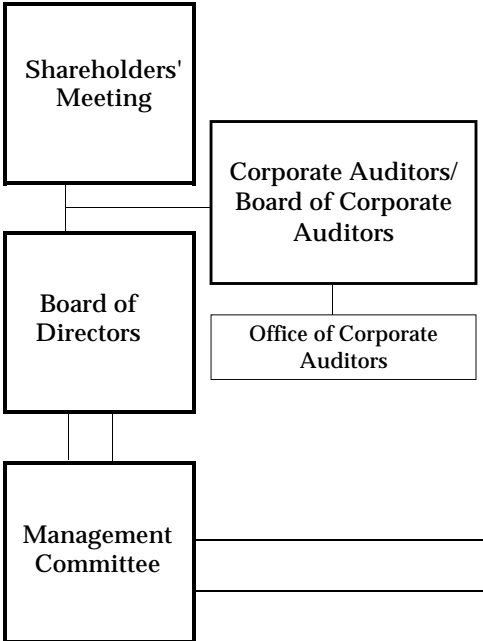 Shareholders'
Meeting
Corporate Auditors/
Board of Corporate
Auditors
Board of
Directors
Office of Corporate
Auditors
Management
Committee